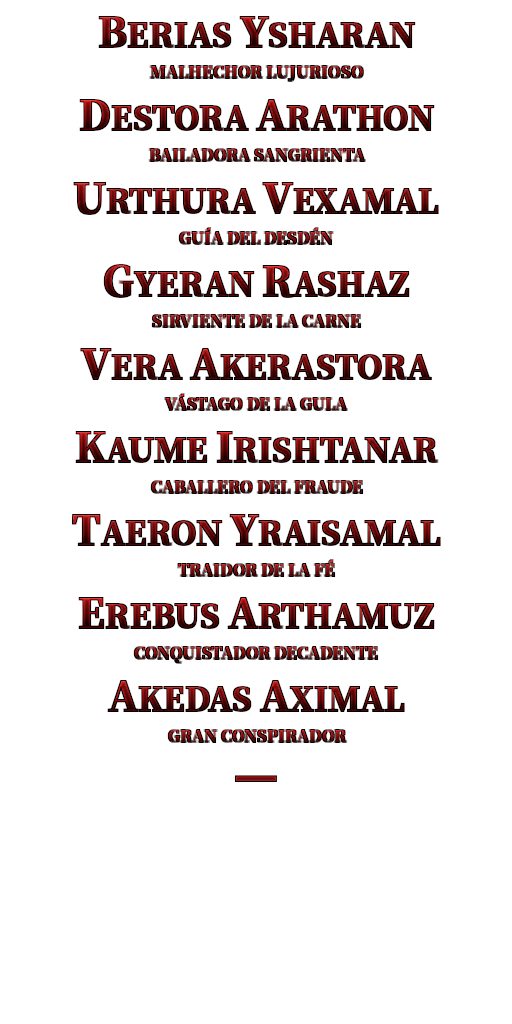 Berias Ysharan
MALHECHOR LUJURIOSO
Destora Arathon
BAILADORA SANGRIENTA
Urthura Vexamal
GUÍA DEL DESDÉN
Gyeran Rashaz
SIRVIENTE DE LA CARNE
Vera Akerastora
VÁSTAGO DE LA GULA
Kaume Irishtanar
CABALLERO DEL FRAUDE
Taeron Yraisamal
TRAIDOR DE LA FÉ
Erebus Arthamuz
CONQUISTADOR DECADENTE
Akedas Aximal
GRAN CONSPIRADOR
—